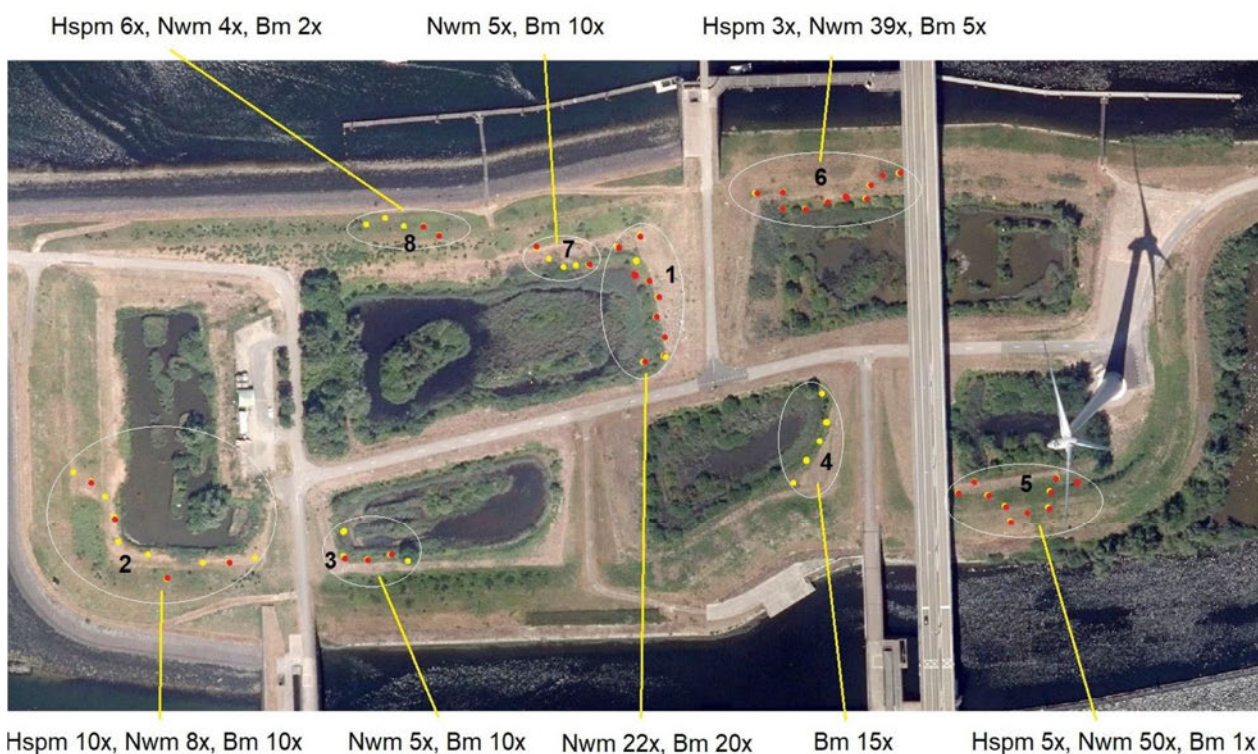 Hspm 6x, Nwm 4x, Bm 2x
Nwm 5x, Bm 10x
Hspm 3x, Nwm 39x, Bm 5x
6
8
7
1
4
5
3
2
Hspm 10x, Nwm 8x, Bm 10x
Nwm 5x, Bm 10x
Nwm 22x, Bm 20x
Bm 15x
Hspm 5x, Nwm 50x, Bm 1x